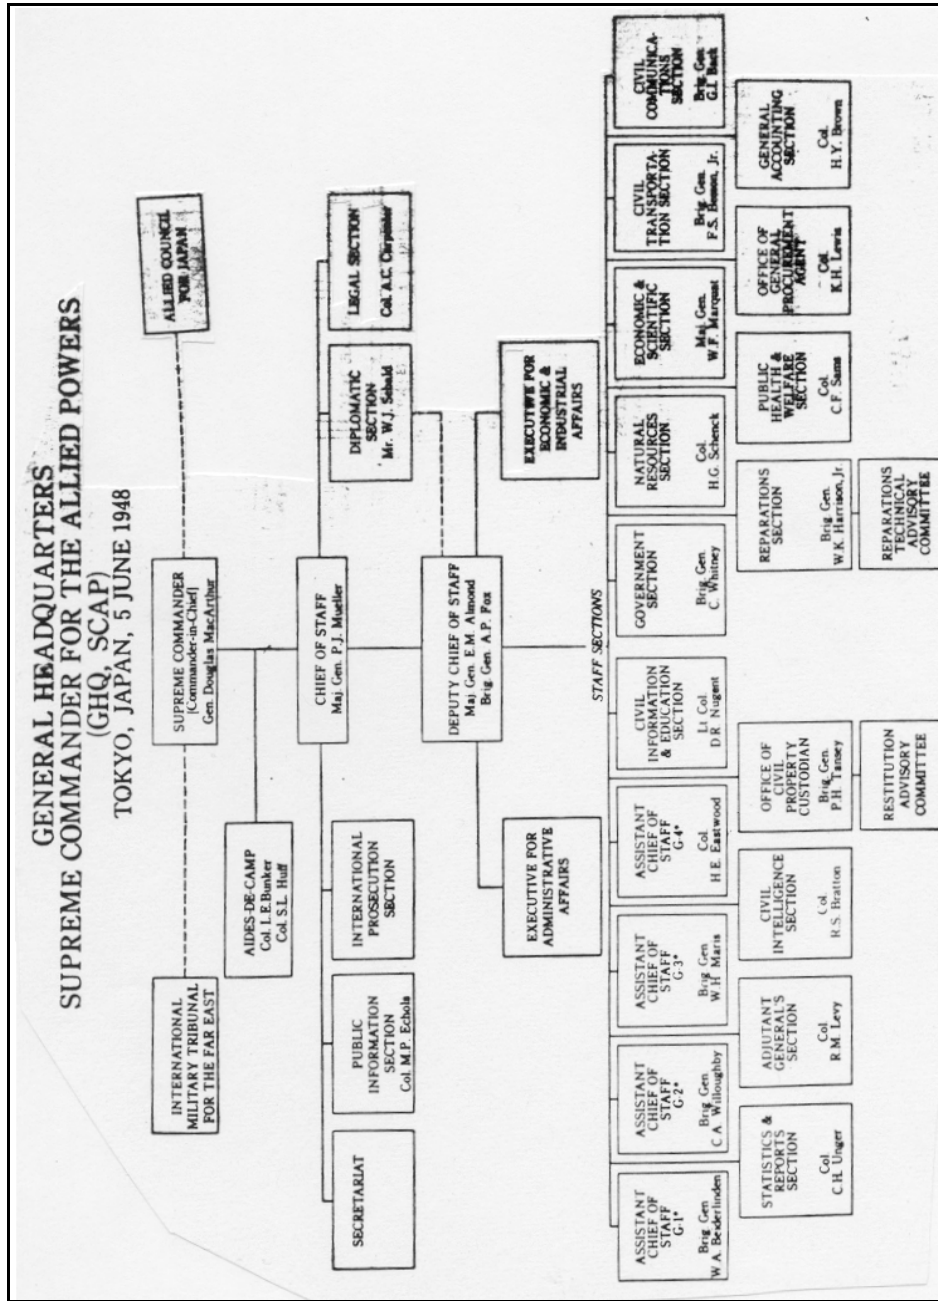 GENERAL HEADQUARTERS
SUPREME COMMANDER FOR THE ALLIED POWERS
(GHQ, SCAP)
TOKYO, JAPAN, 5 JUNE 1948
INTERNATIONAL
MILITARY TRIBUNAL
FOR THE FAR EAST
SUPREME COMMANDER
[Commander-in-Chief]
Gen. Douglas MacArthur
ALLIED COUNCIL
FOR JAPAN
AIDES-DE-CAMP
Col. L.E. Bunker
Col. S.L. Huff
SECRETARIAT
PUBLIC
INFORMATION
SECTION
Col. M.P. Echols
INTERNATIONAL
PROSECUTION
SECTION
CHIEF OF STAFF
Maj. Gen. P.J. Mueller
DIPLOMATIC
SECTION
Mr. W.J. Sebald
LEGAL SECTION
Col. A.C. Carpenter
EXECUTIVE FOR
ADMINISTRATIVE
AFFAIRS
DEPUTY CHIEF OF STAFF
Maj. Gen. E.M. Almond
Brig. Gen. A.P. Fox
EXECUTIVE FOR
ECONOMIC &
INDUSTRIAL
AFFAIRS
STAFF SECTIONS
ASSISTANT
CHIEF OF
STAFF
G-1*
Brig. Gen
W.A. Beiderlinden
ASSISTANT
CHIEF OF
STAFF
G-2*
Brig. Gen
C.A. Willoughby
ASSISTANT
CHIEF OF
STAFF
G-3*
Brig. Gen
W.H. Maris
ASSISTANT
CHIEF OF
STAFF
G-4*
Col.
H.E. Eastwood
CIVIL
INFORMATION
& EDUCATION
SECTION
Lt Col.
D.R. Nugent
GOVERNMENT
SECTION
Brig. Gen.
C. Whitney
NATURAL
RESOURCES
SECTION
Col.
H.G. Schenck
ECONOMIC &
SCIENTIFIC
SECTION
Maj. Gen.
W.F. Marquat
CIVIL
TRANSPORTA-
TION SECTION
Brig. Gen.
F.S. Besson, Jr.
CIVIL
COMMUNICA-
TIONS
SECTION
Brig. Gen.
G.I. Back
STATISTICS &
REPORTS
SECTION
Col.
C.H. Unger
ADJUTANT
GENERAL'S
SECTION
Col.
R.M. Levy
CIVIL
INTELLIGENCE
SECTION
Col.
R.S. Bratton
OFFICE OF
CIVIL
PROPERTY
CUSTODIAN
Brig. Gen.
P.H. Tansey
REPARATIONS
SECTION
Brig. Gen.
W.K. Harrison, Jr.
PUBLIC
HEALTH &
WELFARE
SECTION
Col.
C.F. Sams
OFFICE OF
GENERAL
PROCUREMENT
AGENT
Col.
K.H. Lewis
GENERAL
ACCOUNTING
SECTION
Col.
H.Y. Brown
RESTITUTION
ADVISORY
COMMITTEE
REPARATIONS
TECHNICAL
ADVISORY
COMMITTEE